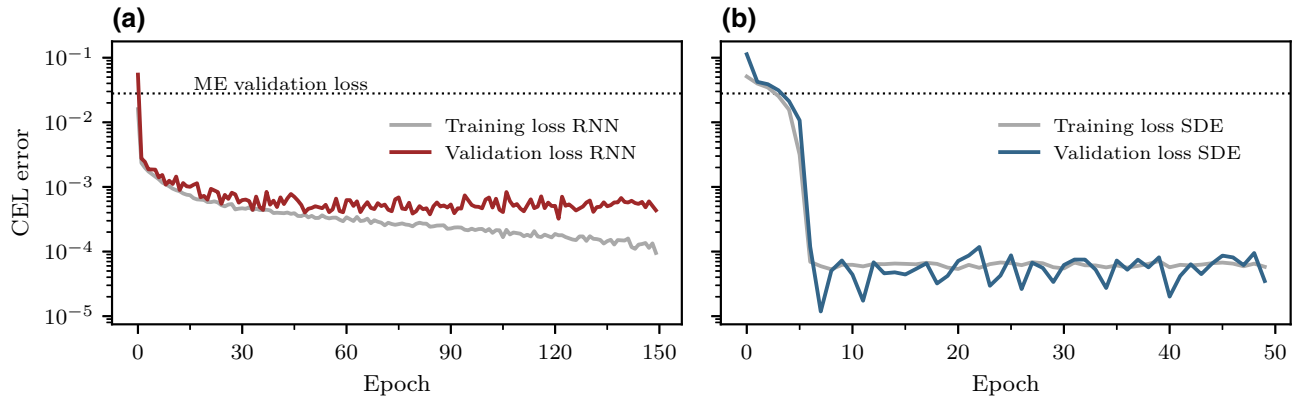 (a)
CEL error
10⁻¹
10⁻²
10⁻³
10⁻⁴
10⁻⁵
ME validation loss
Training loss RNN
Validation loss RNN
0 30 60 90 120 150
Epoch
(b)
Training loss SDE
Validation loss SDE
0 10 20 30 40 50
Epoch